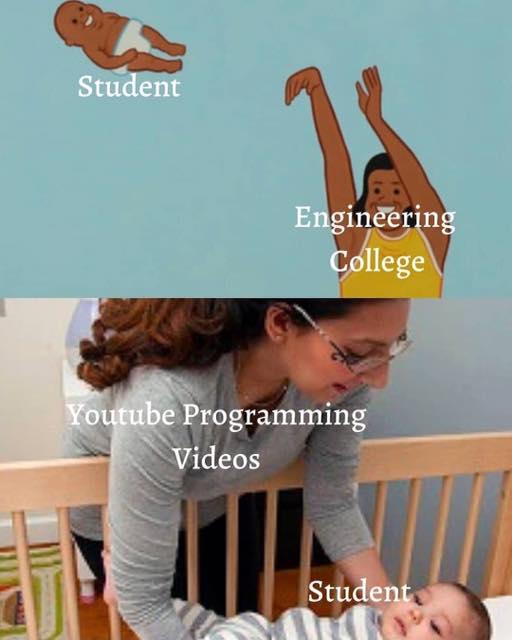 Student
Engineering
College
Youtube Programming
Videos
Student